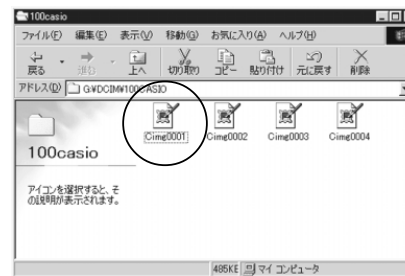 100casio
ファイル(F) 編集(E) 表示(V) 移動(G) お気に入り(A) ヘルプ(H)
戻る 進む 上へ 切り取り コピー 貼り付け 元に戻す 削除
アドレス(D) G:¥DCIM¥100CASIO
Cimg0001 Cimg0002 Cimg0003 Cimg0004
100casio
アイコンを選択すると、そ
の説明が表示されます。
485KB マイ コンピュータ